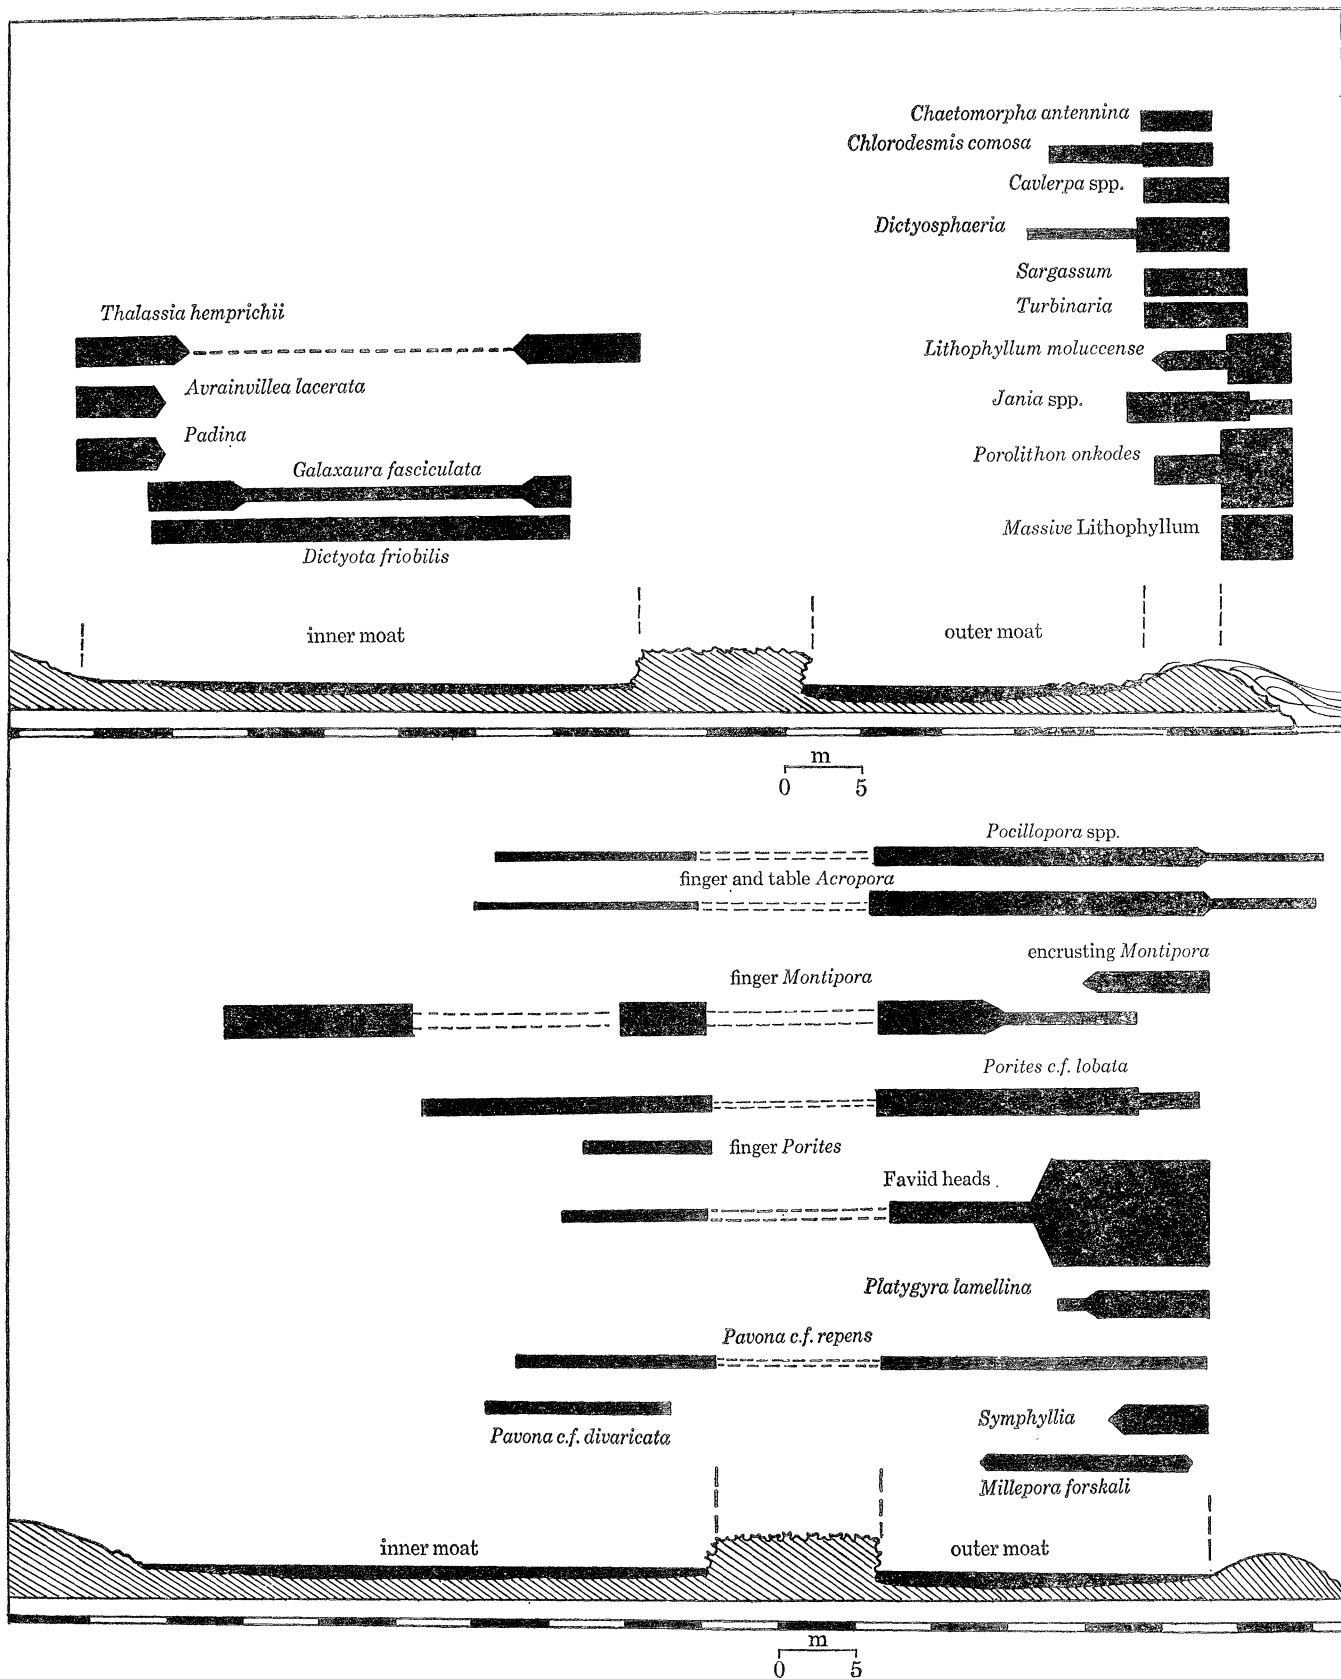 Chaetomorpha antennina
Chlorodesmis comosa
Cavlerpa spp.
Dictyosphaeria
Sargassum
Thalassia hemprichii
Turbinaria
Lithophyllum moluccense
Avrainvillea lacerata
Jania spp.
Padina
Porolithon onkodes
Galaxaura fasciculata
Massive Lithophyllum
Dictyota friobilis
inner moat
outer moat
m
0 5
Pocillopora spp.
finger and table Acropora
encrusting Montipora
finger Montipora
Porites c.f. lobata
finger Porites
Faviid heads
Platygyra lamellina
Pavona c.f. repens
Symphyllia
Pavona c.f. divaricata
Millepora forskali
inner moat
outer moat
m
0 5